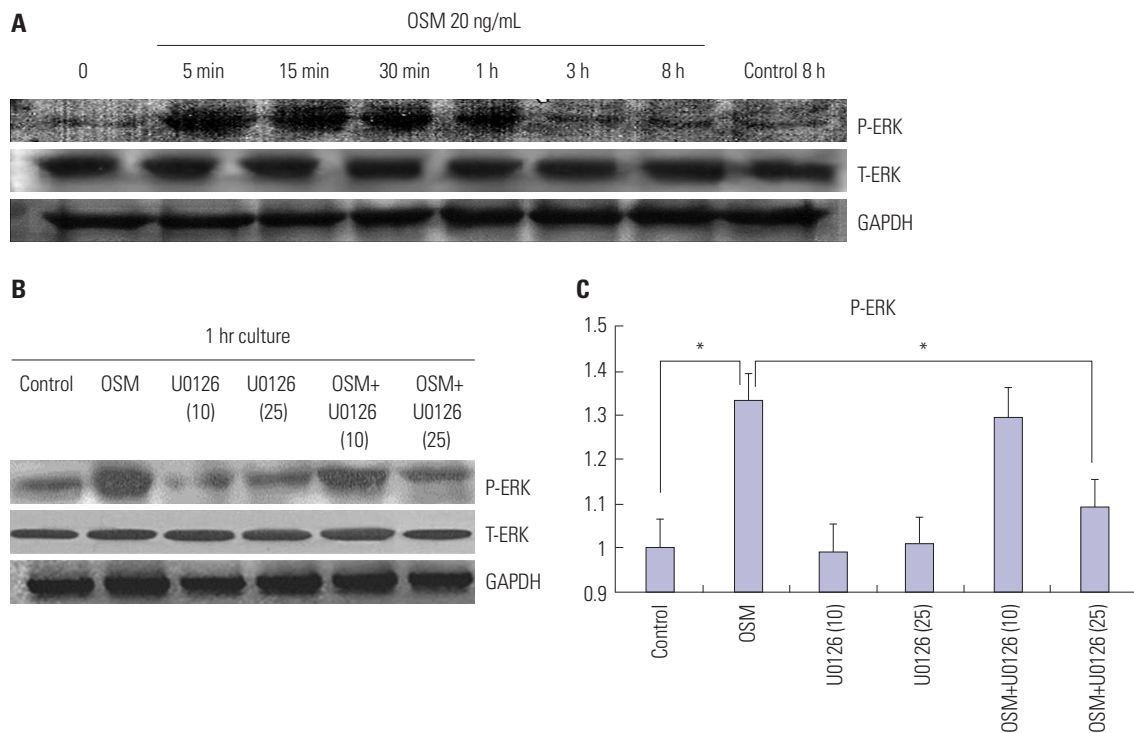 A
OSM 20 ng/mL
0 5 min 15 min 30 min 1 h 3 h 8 h Control 8 h
P-ERK
T-ERK
GAPDH
B
1 hr culture
Control OSM U0126 U0126 OSM+ OSM+
(10) (25) U0126 U0126
(10) (25)
P-ERK
T-ERK
GAPDH
C
P-ERK
1.5
1.4
1.3
1.2
1.1
1
0.9
* *
Control
OSM
U0126 (10)
U0126 (25)
OSM+U0126 (10)
OSM+U0126 (25)